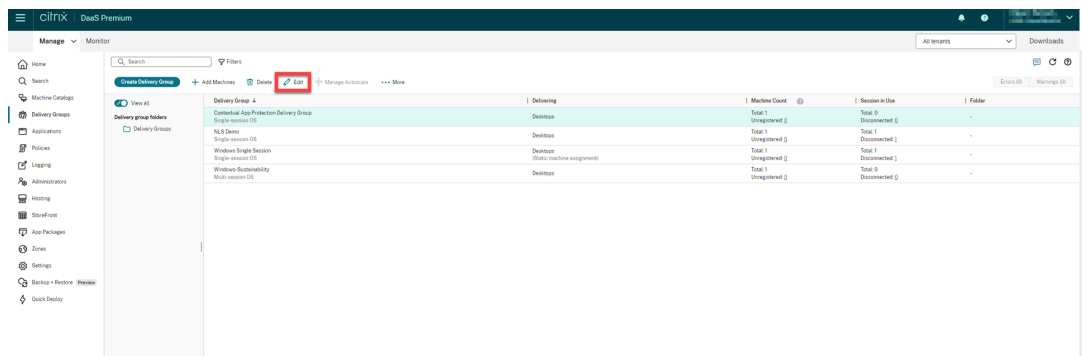 citrix DaaS Premium
Manage Monitor All tenants Downloads
Home
Search
Machine Catalogs
Delivery Groups
Applications
Policies
Logging
Administrators
Hosting
StoreFront
App Packages
Zones
Settings
Backup + Restore Preview
Quick Deploy
Search Filters
Create Delivery Group Add Machines Delete Edit Manage Autoscale More Errors (0) Warnings (0)
View all
Delivery group folders
Delivery Groups
Delivery Group ↓ Delivering Machine Count Session in Use Folder
Contextual App Protection Delivery Group Desktops Total: 1 Total: 0 -
Single-session OS Unregistered: 0 Disconnected: 0
NLS Demo Desktops Total: 1 Total: 1 -
Single-session OS Unregistered: 0 Disconnected: 1
Windows Single Session Desktops Total: 1 Total: 1 -
Single-session OS (Static machine assignment) Unregistered: 0 Disconnected: 1
Windows-Sustainability Desktops Total: 1 Total: 0 -
Multi-session OS Unregistered: 0 Disconnected: 0